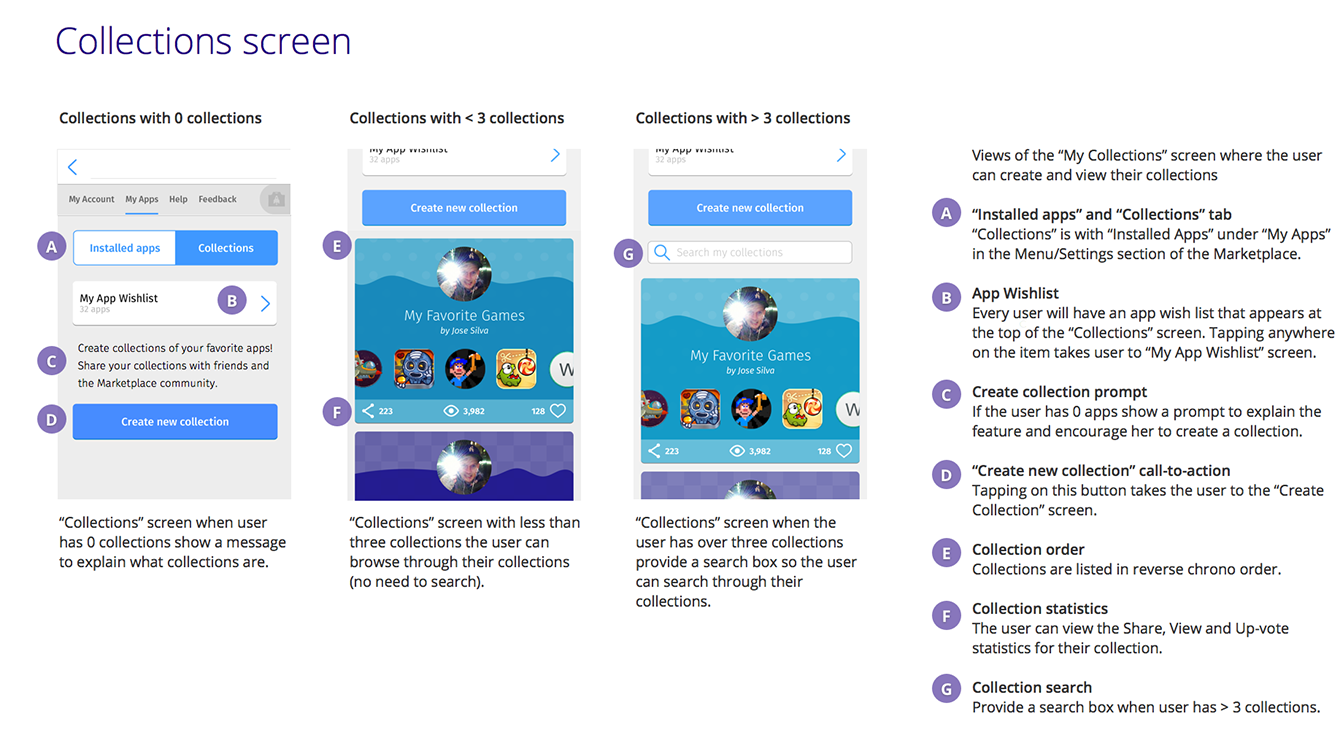 Collections screen
Collections with 0 collections
My Account My Apps Help Feedback
A
Installed apps Collections
My App Wishlist
32 apps
B
C
Create collections of your favorite apps!
Share your collections with friends and
the Marketplace community.
D
Create new collection
“Collections” screen when user
has 0 collections show a message
to explain what collections are.
Collections with < 3 collections
My App Wishlist
32 apps
Create new collection
E
My Favorite Games
by Jose Silva
W
F
223 3,982 128
“Collections” screen with less than
three collections the user can
browse through their collections
(no need to search).
Collections with > 3 collections
My App Wishlist
32 apps
Create new collection
G
Search my collections
My Favorite Games
by Jose Silva
W
223 3,982 128
“Collections” screen when the
user has over three collections
provide a search box so the user
can search through their
collections.
Views of the “My Collections” screen where the user
can create and view their collections
A
“Installed apps” and “Collections” tab
“Collections” is with “Installed Apps” under “My Apps”
in the Menu/Settings section of the Marketplace.
B
App Wishlist
Every user will have an app wish list that appears at
the top of the “Collections” screen. Tapping anywhere
on the item takes user to “My App Wishlist” screen.
C
Create collection prompt
If the user has 0 apps show a prompt to explain the
feature and encourage her to create a collection.
D
“Create new collection” call-to-action
Tapping on this button takes the user to the “Create
Collection” screen.
E
Collection order
Collections are listed in reverse chrono order.
F
Collection statistics
The user can view the Share, View and Up-vote
statistics for their collection.
G
Collection search
Provide a search box when user has > 3 collections.